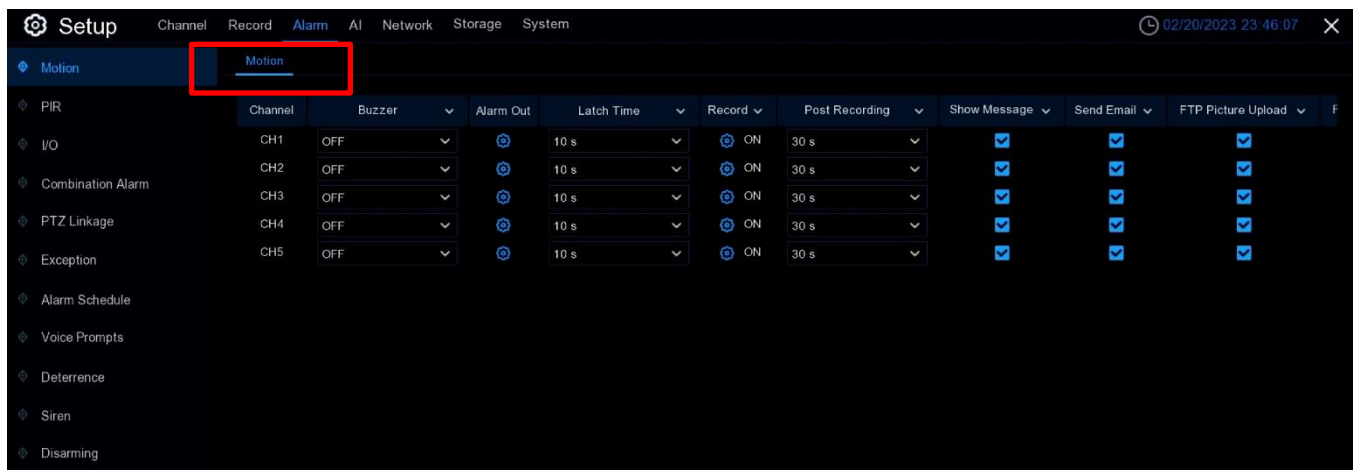 Setup Channel Record Alarm AI Network Storage System 02/20/2023 23:46:07
Motion
Motion
PIR
Channel Buzzer Alarm Out Latch Time Record Post Recording Show Message Send Email FTP Picture Upload
I/O
CH1 OFF 10 s ON 30 s
CH2 OFF 10 s ON 30 s
Combination Alarm
CH3 OFF 10 s ON 30 s
PTZ Linkage
CH4 OFF 10 s ON 30 s
Exception
CH5 OFF 10 s ON 30 s
Alarm Schedule
Voice Prompts
Deterrence
Siren
Disarming